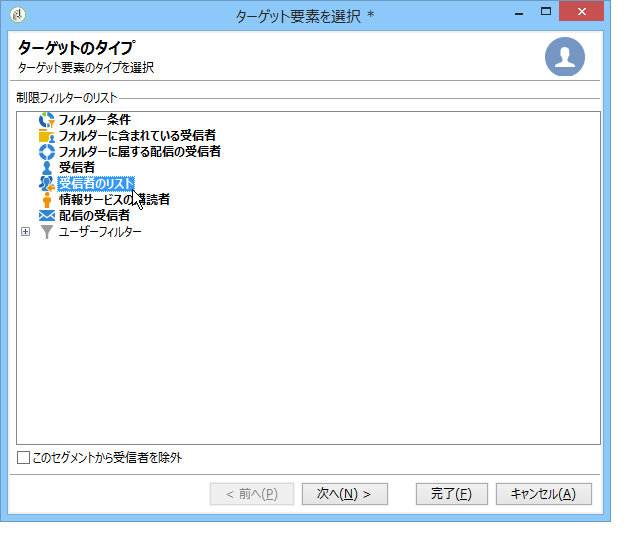 ターゲット要素を選択 *
ターゲットのタイプ
ターゲット要素のタイプを選択
制限フィルターのリスト
フィルター条件
フォルダーに含まれている受信者
フォルダーに属する配信の受信者
受信者
受信者のリスト
情報サービスの購読者
配信の受信者
ユーザーフィルター
このセグメントから受信者を除外
< 前へ(P)
次へ(N) >
完了(F)
キャンセル(A)